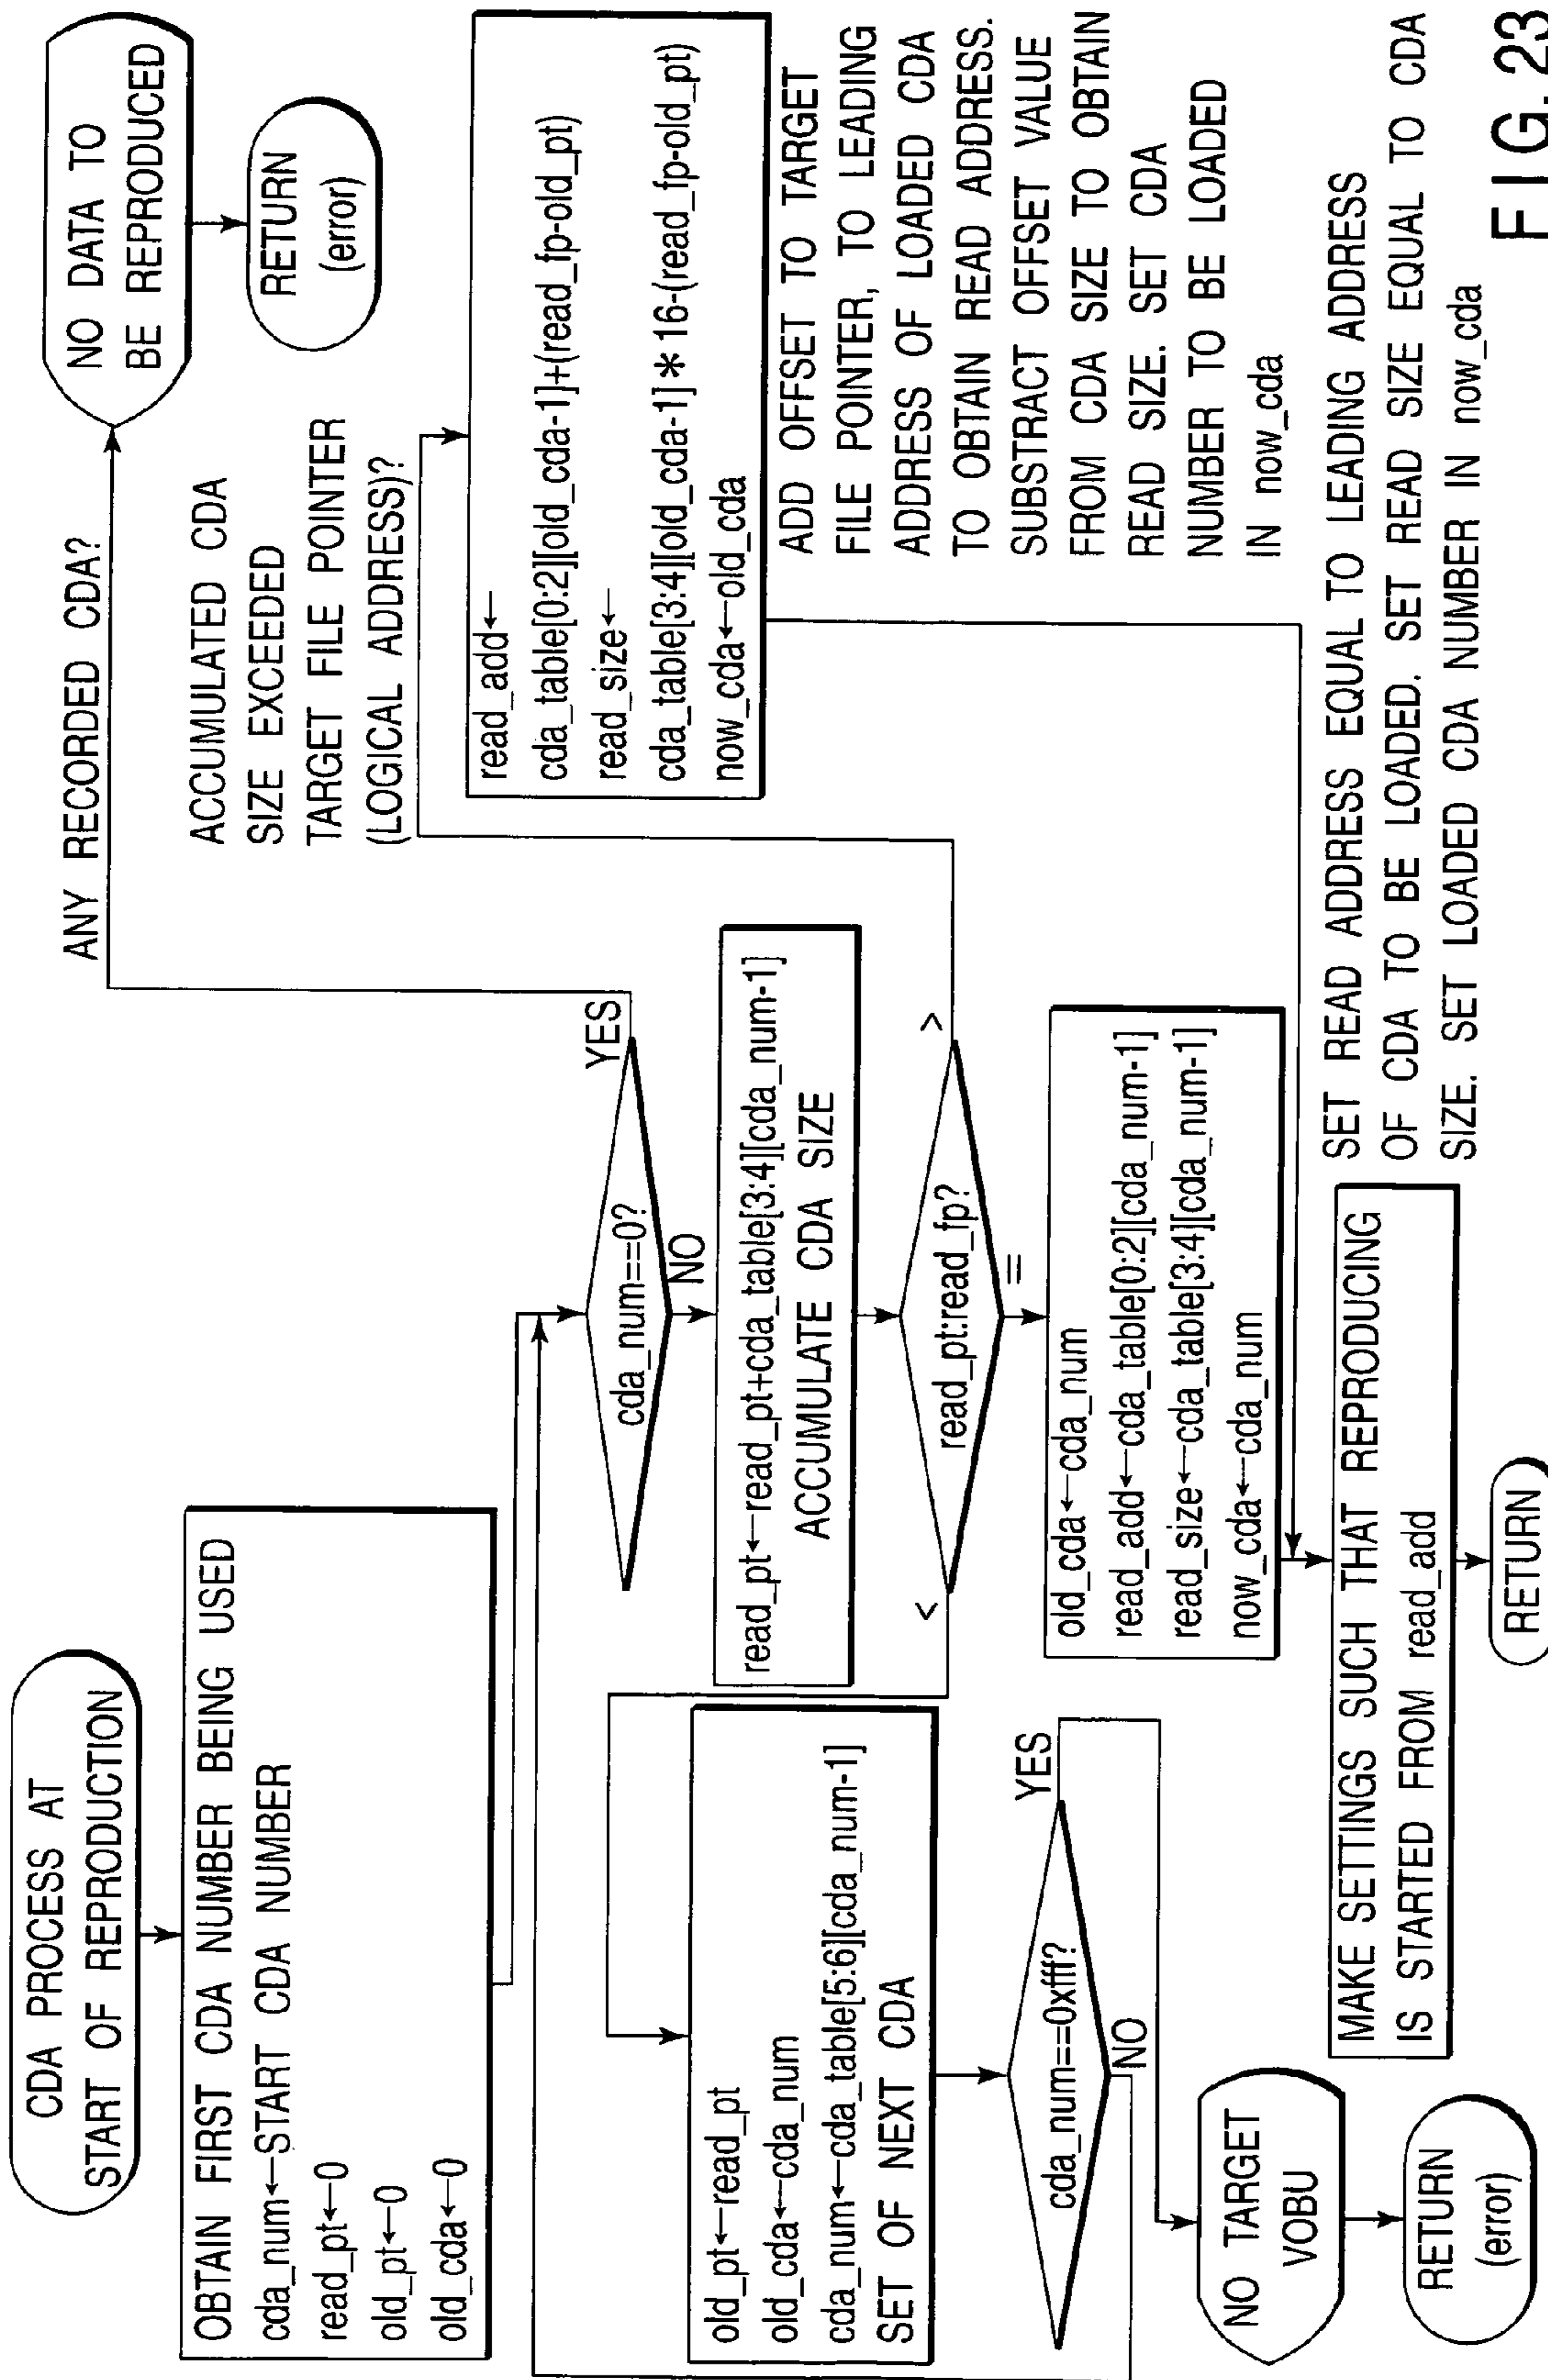 CDA PROCESS AT
START OF REPRODUCTION
OBTAIN FIRST CDA NUMBER BEING USED
cda_num←START CDA NUMBER
read_pt←0
old_pt←0
old_cda←0
ANY RECORDED CDA?
NO DATA TO
BE REPRODUCED
RETURN
(error)
cda_num==0?
YES
NO
read_pt←read_pt+cda_table[3:4][cda_num-1]
ACCUMULATE CDA SIZE
read_pt:read_fp?
<
>
=
ACCUMULATED CDA
SIZE EXCEEDED
TARGET FILE POINTER
(LOGICAL ADDRESS)?
read_add←
cda_table[0:2][old_cda-1]+(read_fp-old_pt)
read_size←
cda_table[3:4][old_cda-1]*16-(read_fp-old_pt)
now_cda←old_cda
ADD OFFSET TO TARGET
FILE POINTER, TO LEADING
ADDRESS OF LOADED CDA
TO OBTAIN READ ADDRESS.
SUBSTRACT OFFSET VALUE
FROM CDA SIZE TO OBTAIN
READ SIZE. SET CDA
NUMBER TO BE LOADED
IN now_cda
old_pt←read_pt
old_cda←cda_num
cda_num←cda_table[5:6][cda_num-1]
SET OF NEXT CDA
cda_num==0xfff?
YES
NO
NO TARGET
VOBU
RETURN
(error)
old_cda←cda_num
read_add←cda_table[0:2][cda_num-1]
read_size←cda_table[3:4][cda_num-1]
now_cda←cda_num
MAKE SETTINGS SUCH THAT REPRODUCING
IS STARTED FROM read_add
RETURN
SET READ ADDRESS EQUAL TO LEADING ADDRESS
OF CDA TO BE LOADED. SET READ SIZE EQUAL TO CDA
SIZE. SET LOADED CDA NUMBER IN now_cda
FIG. 23